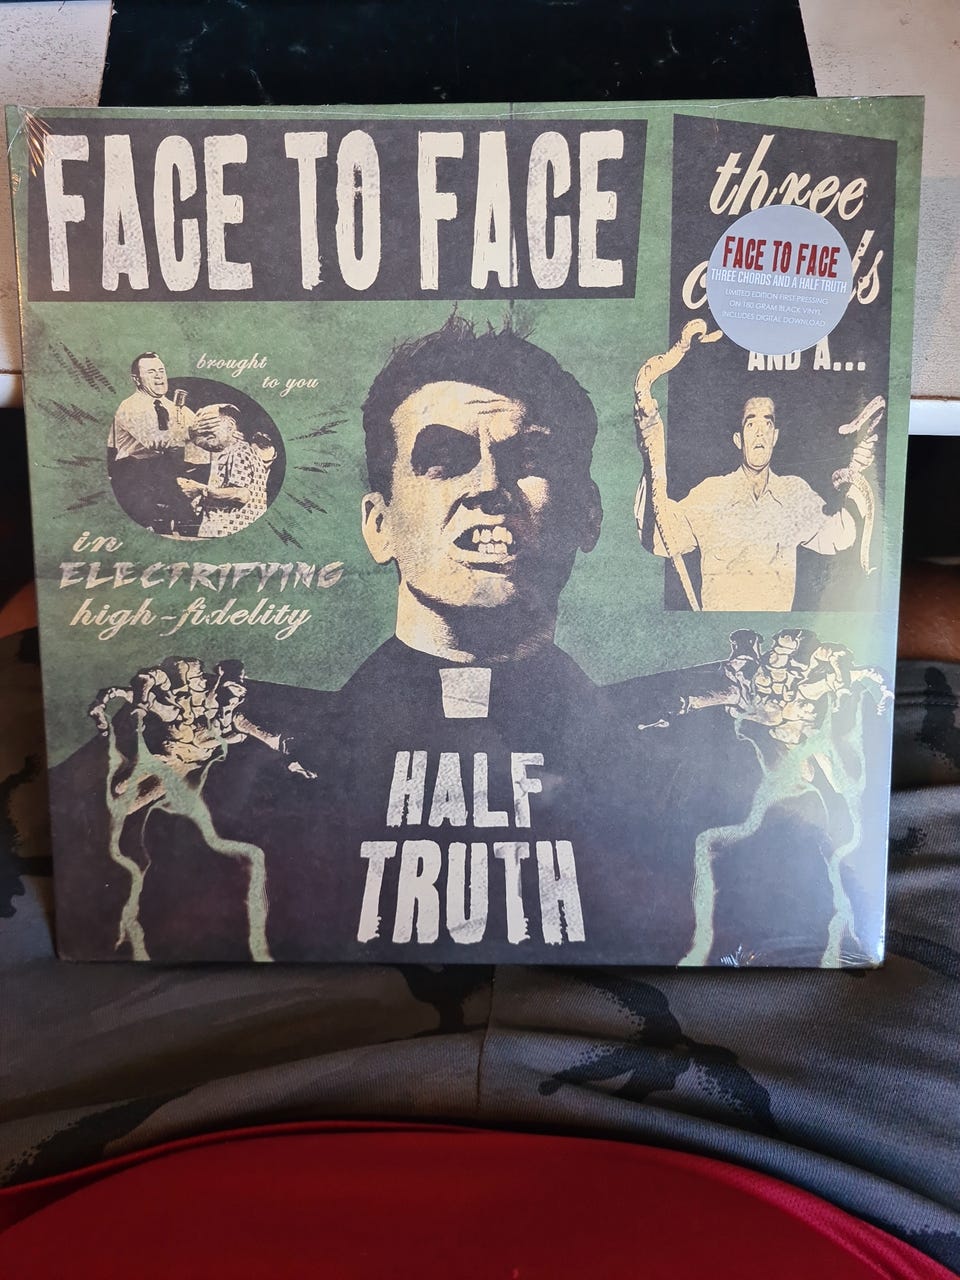 FACE TO FACE
three
FACE TO FACE
THREE CHORDS AND A HALF TRUTH
LIMITED EDITION FIRST PRESSING
ON 180 GRAM BLACK VINYL
INCLUDES DIGITAL DOWNLOAD
AND A...
brought
to you
in
ELECTRIFYING
high-fidelity
HALF
TRUTH